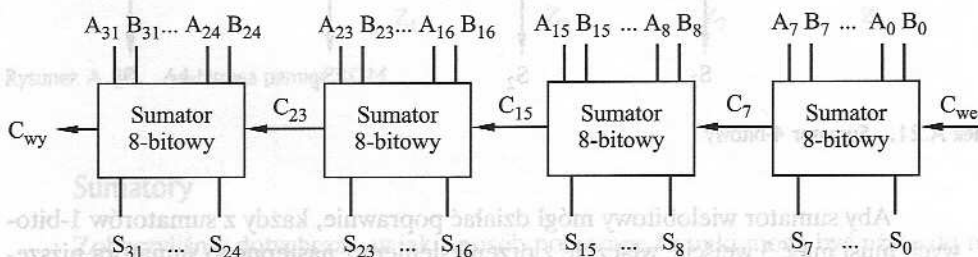 A31 B31... A24 B24 A23 B23... A16 B16 A15 B15 ... A8 B8 A7 B7 ... A0 B0
Cwy Sumator 8-bitowy C23 Sumator 8-bitowy C15 Sumator 8-bitowy C7 Sumator 8-bitowy Cwe
S31 ... S24 S23 ... S16 S15 ... S8 S7 ... S0
Sumatory
Aby sumator wielobitowy mógł działać poprawnie, każdy z sumatorów 1-bito-